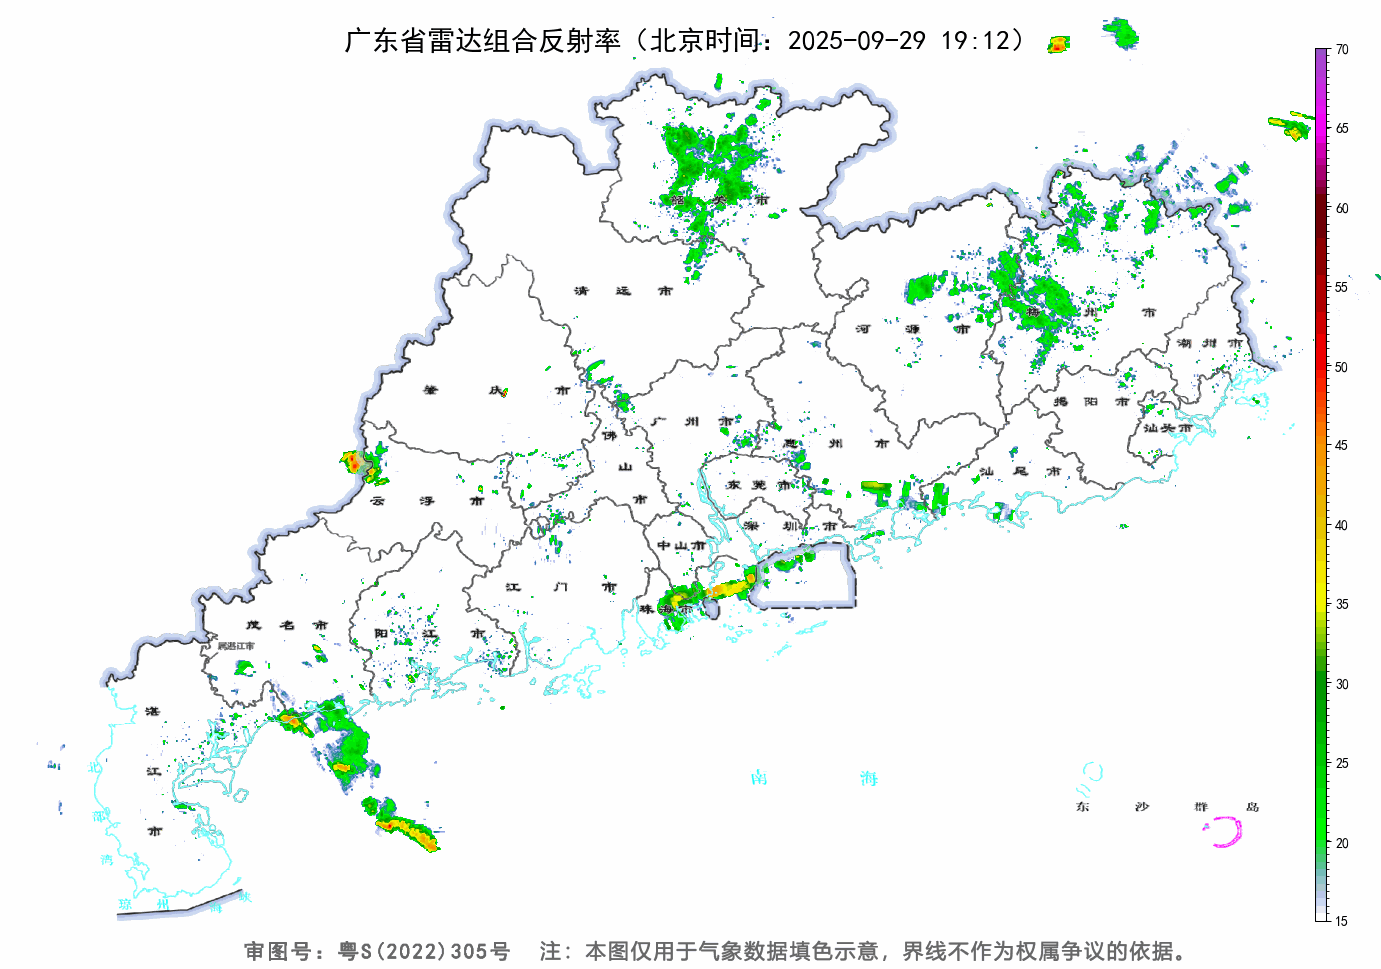 广东省雷达组合反射率（北京时间：2025-09-29 19:12）
70
65
60
55
50
45
40
35
30
25
20
15
韶关市
清远市
河源市
梅州市
潮州市
肇庆市
广州市
揭阳市
汕头市
佛山市
惠州市
汕尾市
东莞市
云浮市
深圳市
中山市
江门市
珠海市
茂名市
阳江市
属湛江市
湛江市
北部湾
南海
东沙群岛
琼州海峡
审图号：粤S(2022)305号 注：本图仅用于气象数据填色示意，界线不作为权属争议的依据。